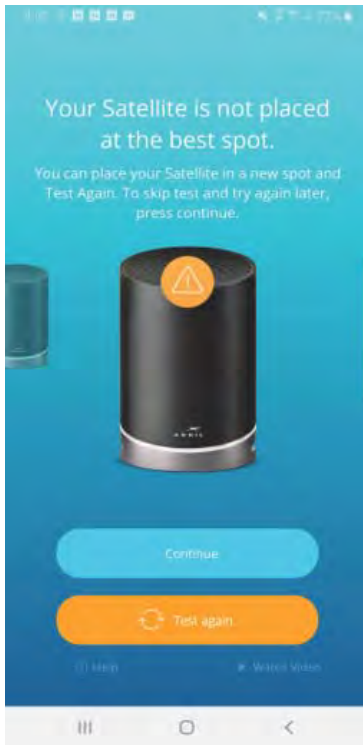 Your Satellite is not placed
at the best spot.
You can place your Satellite in a new spot and
Test Again. To skip test and try again later,
press continue.
ARRIS
Continue
Test again
Help
Watch Video